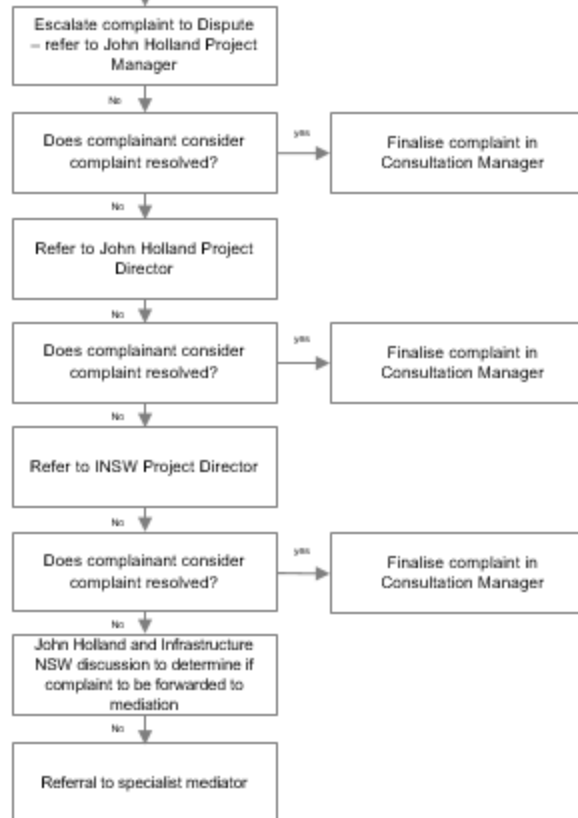 Escalate complaint to Dispute
– refer to John Holland Project
Manager
No
Does complainant consider
complaint resolved?
yes
Finalise complaint in
Consultation Manager
No
Refer to John Holland Project
Director
No
Does complainant consider
complaint resolved?
yes
Finalise complaint in
Consultation Manager
No
Refer to INSW Project Director
No
Does complainant consider
complaint resolved?
yes
Finalise complaint in
Consultation Manager
No
John Holland and Infrastructure
NSW discussion to determine if
complaint to be forwarded to
mediation
No
Referral to specialist mediator